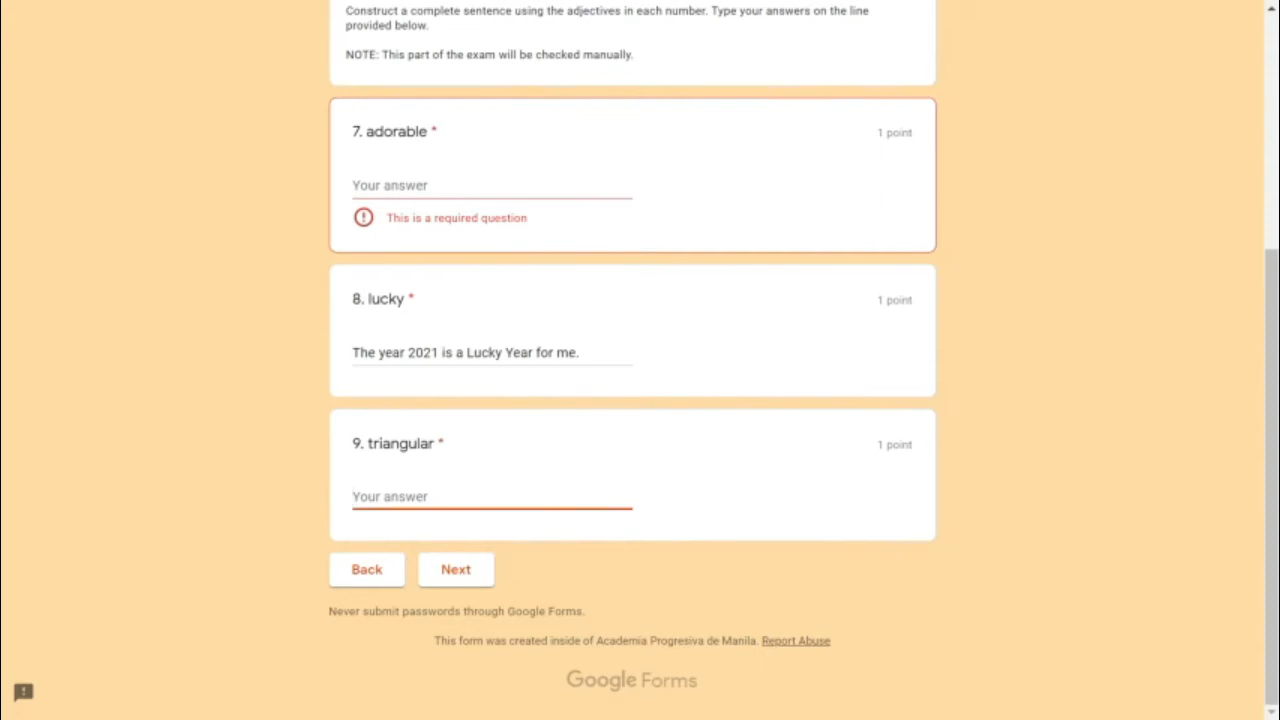 Construct a complete sentence using the adjectives in each number. Type your answers on the line
provided below.
NOTE: This part of the exam will be checked manually.
7. adorable *
1 point
Your answer
This is a required question
8. lucky *
1 point
The year 2021 is a Lucky Year for me.
9. triangular *
1 point
Your answer
Back
Next
Never submit passwords through Google Forms.
This form was created inside of Academia Progresiva de Manila. Report Abuse
Google Forms